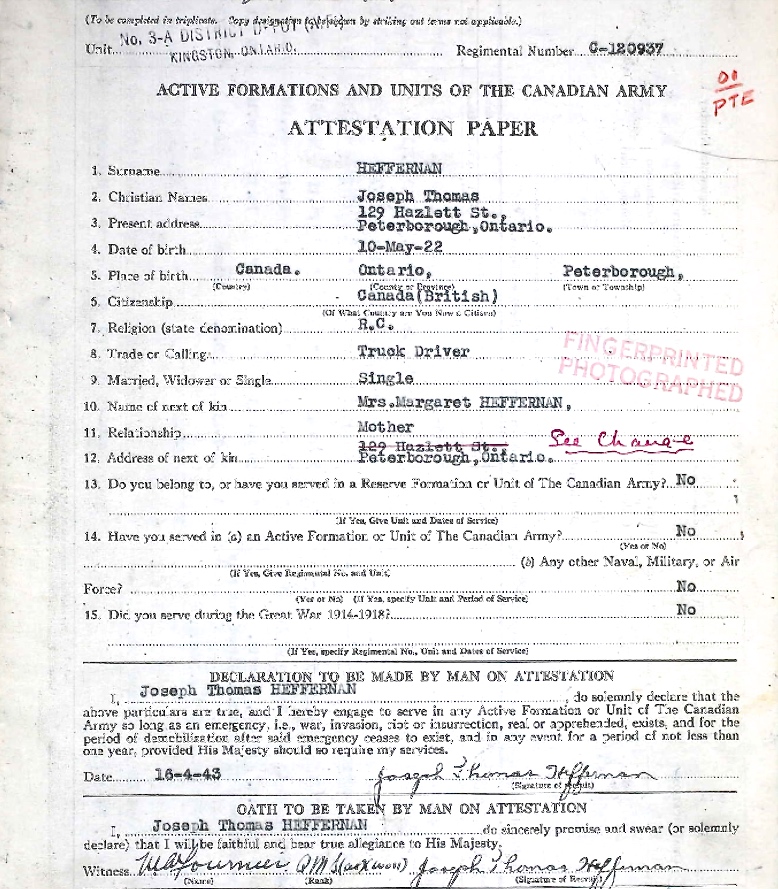 (To be completed in triplicate. Copy designation to be given by striking out terms not applicable.)
Unit No. 3-A DISTRICT DEPOT
KINGSTON, ONTARIO. Regimental Number C-120937
01
PTE
ACTIVE FORMATIONS AND UNITS OF THE CANADIAN ARMY
ATTESTATION PAPER
1. Surname HEFFERNAN
2. Christian Names Joseph Thomas
3. Present address 129 Hazlett St.,
Peterborough,Ontario.
4. Date of birth 10-May-22
5. Place of birth Canada. Ontario, Peterborough,
(Country) (County or Province) (Town or Township)
6. Citizenship Canada(British)
(Of What Country are You Now a Citizen)
7. Religion (state denomination) R.C.
8. Trade or Calling Truck Driver
FINGERPRINTED
PHOTOGRAPHED
9. Married, Widower or Single Single
10. Name of next of kin Mrs.Margaret HEFFERNAN,
11. Relationship Mother
See Change
12. Address of next of kin 129 Hazlett St.
Peterborough,Ontario.
13. Do you belong to, or have you served in a Reserve Formation or Unit of The Canadian Army? No
(If Yes, Give Unit and Dates of Service)
14. Have you served in (a) an Active Formation or Unit of The Canadian Army? No
(Yes or No)
(b) Any other Naval, Military, or Air
(If Yes, Give Regimental No. and Unit)
Force? No
(Yes or No) (If Yes, specify Unit and Period of Service)
15. Did you serve during the Great War 1914-1918? No
(If Yes, specify Regimental No., Unit and Dates of Service)
DECLARATION TO BE MADE BY MAN ON ATTESTATION
I, Joseph Thomas HEFFERNAN do solemnly declare that the
above particulars are true, and I hereby engage to serve in any Active Formation or Unit of The Canadian
Army so long as an emergency, i.e., war, invasion, riot or insurrection, real or apprehended, exists, and for the
period of demobilization after said emergency ceases to exist, and in any event for a period of not less than
one year, provided His Majesty should so require my services.
Date 16-4-43 Joseph Thomas Heffernan
(Signature of Recruit)
OATH TO BE TAKEN BY MAN ON ATTESTATION
I, Joseph Thomas HEFFERNAN do sincerely promise and swear (or solemnly
declare) that I will be faithful and bear true allegiance to His Majesty.
Witness Fournier Joseph Thomas Heffernan
(Name) (Rank) (Signature of Recruit)